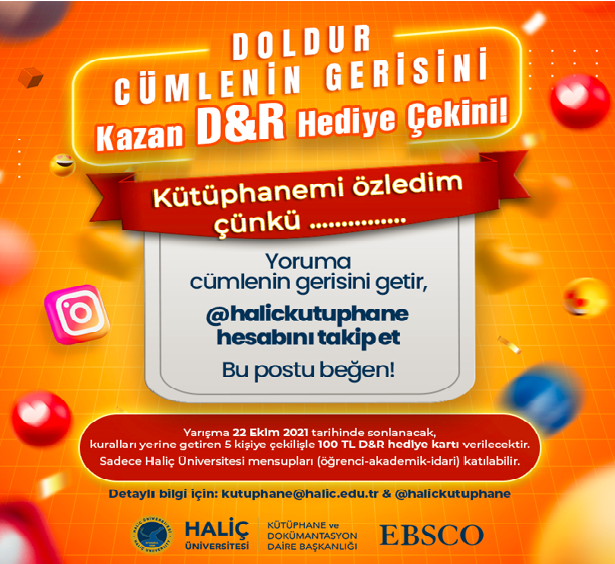 DOLDUR
CÜMLENİN GERİSİNİ
Kazan D&R Hediye Çekini!
Kütüphanemi özledim
çünkü ...............
Yoruma
cümlenin gerisini getir,
@halickutuphane
hesabını takip et
Bu postu beğen!
Yarışma 22 Ekim 2021 tarihinde sonlanacak,
kuralları yerine getiren 5 kişiye çekilişle 100 TL D&R hediye kartı verilecektir.
Sadece Haliç Üniversitesi mensupları (öğrenci-akademik-idari) katılabilir.
Detaylı bilgi için: kutuphane@halic.edu.tr & @halickutuphane
HALİÇ
ÜNİVERSİTESİ
KÜTÜPHANE ve
DOKÜMANTASYON
DAİRE BAŞKANLIĞI
EBSCO